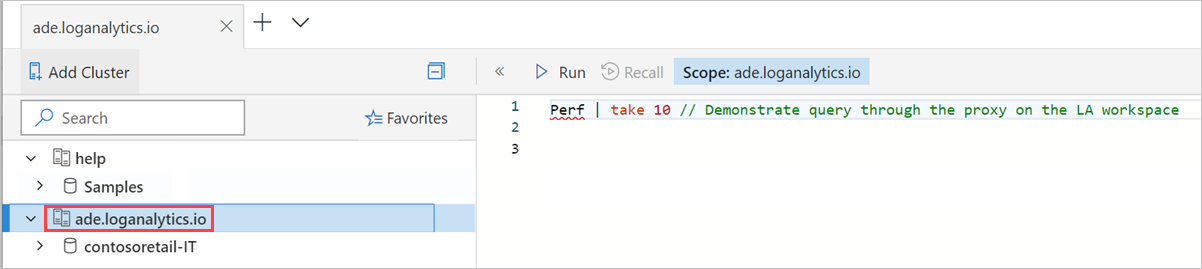 ade.loganalytics.io
Add Cluster
Run Recall Scope: ade.loganalytics.io
Search
Favorites
help
Samples
ade.loganalytics.io
contosoretail-IT
1 Perf | take 10 // Demonstrate query through the proxy on the LA workspace
2
3